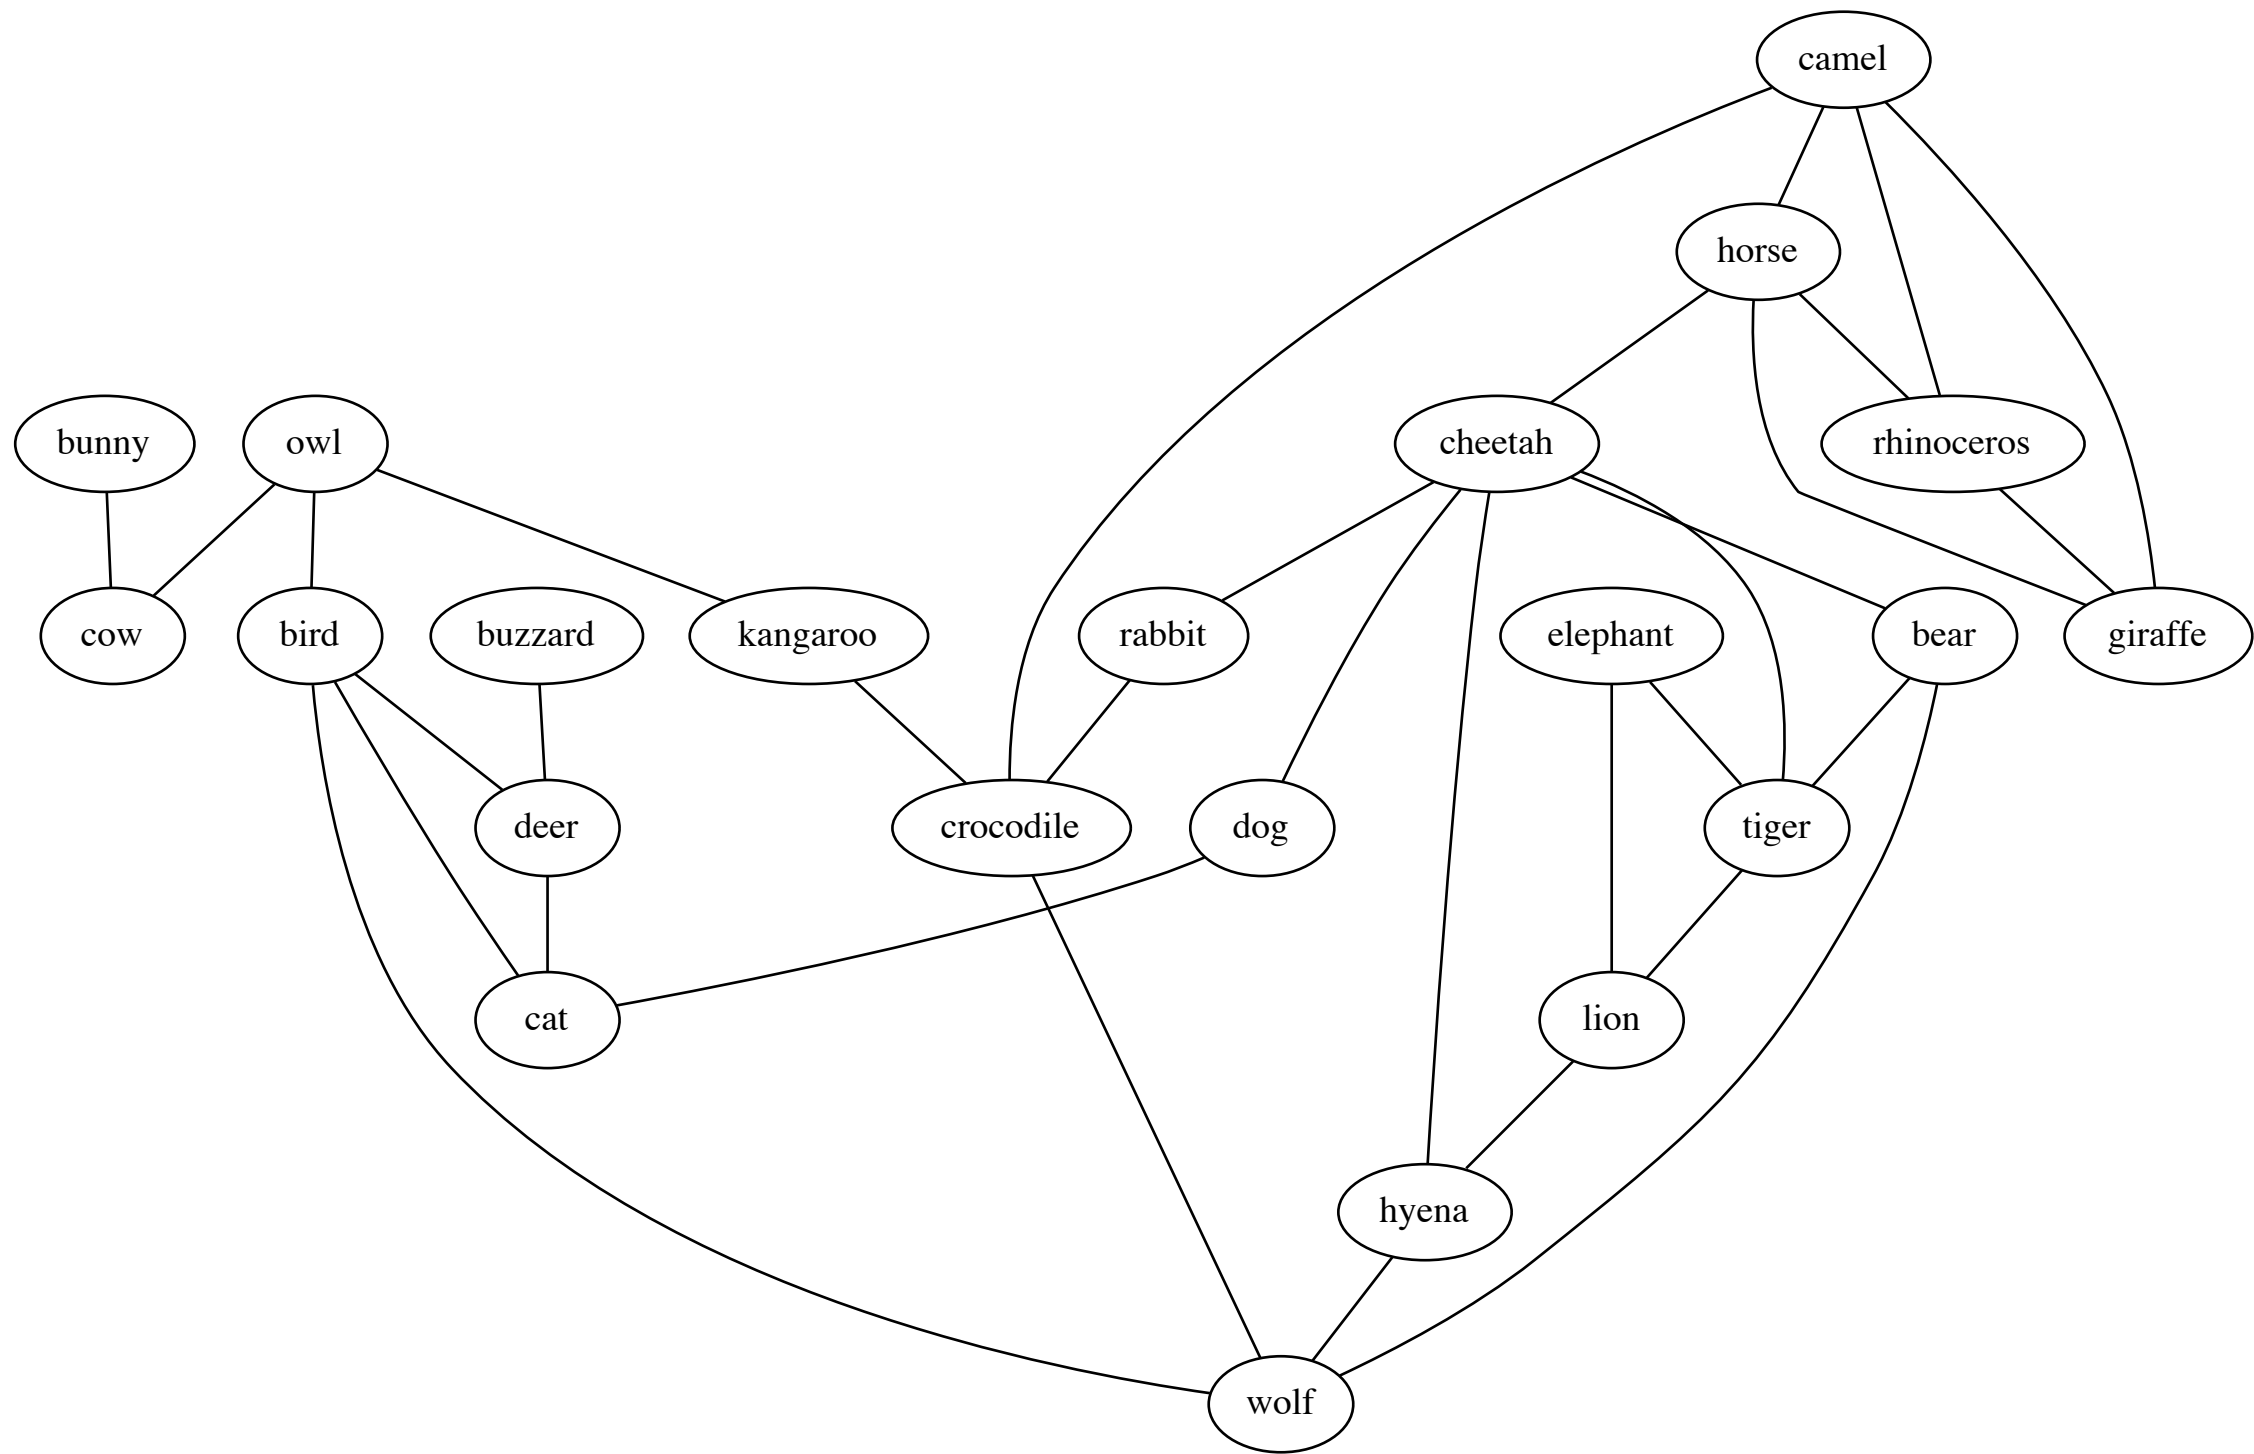 camel
horse
bunny
owl
cheetah
rhinoceros
cow
bird
buzzard
kangaroo
rabbit
elephant
bear
giraffe
deer
crocodile
dog
tiger
cat
lion
hyena
wolf